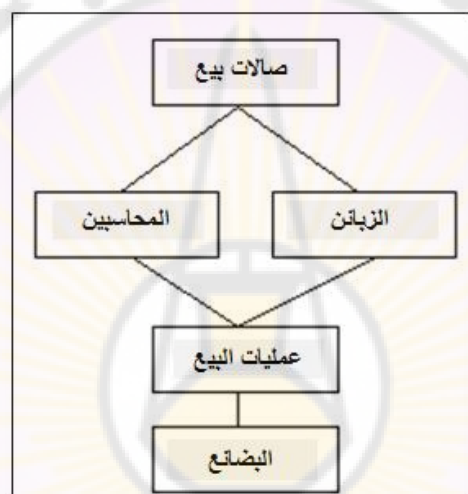 صالات بيع
الزبائن
المحاسبين
عمليات البيع
البضائع